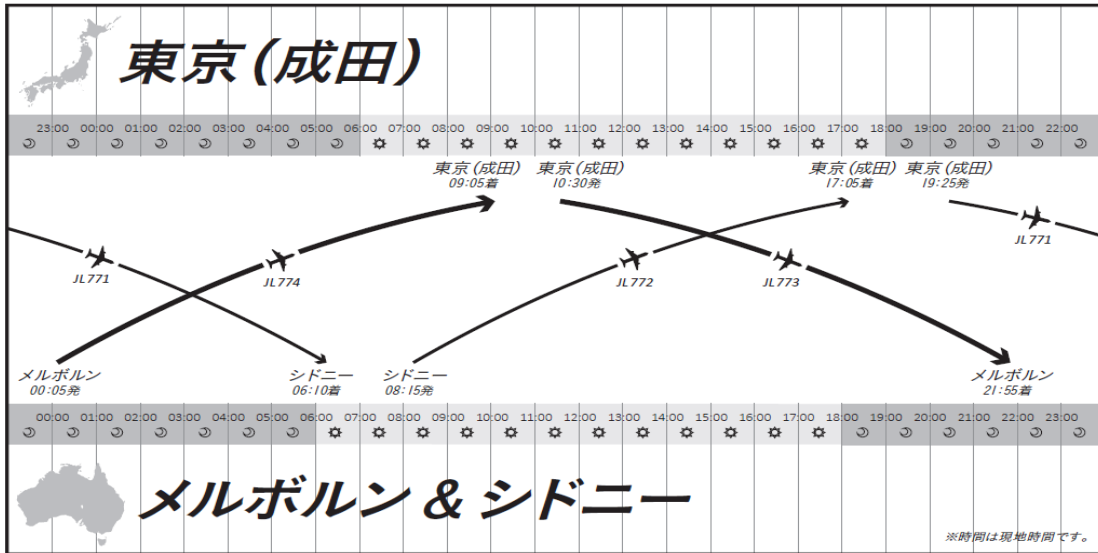 東京(成田)
23:00 00:00 01:00 02:00 03:00 04:00 05:00 06:00 07:00 08:00 09:00 10:00 11:00 12:00 13:00 14:00 15:00 16:00 17:00 18:00 19:00 20:00 21:00 22:00
東京(成田) 東京(成田) 東京(成田) 東京(成田)
09:05着 10:30発 17:05着 19:25発
JL771
JL771 JL774 JL772 JL773
メルボルン シドニー シドニー メルボルン
00:05発 06:10着 08:15発 21:55着
00:00 01:00 02:00 03:00 04:00 05:00 06:00 07:00 08:00 09:00 10:00 11:00 12:00 13:00 14:00 15:00 16:00 17:00 18:00 19:00 20:00 21:00 22:00 23:00
メルボルン & シドニー
※時間は現地時間です。